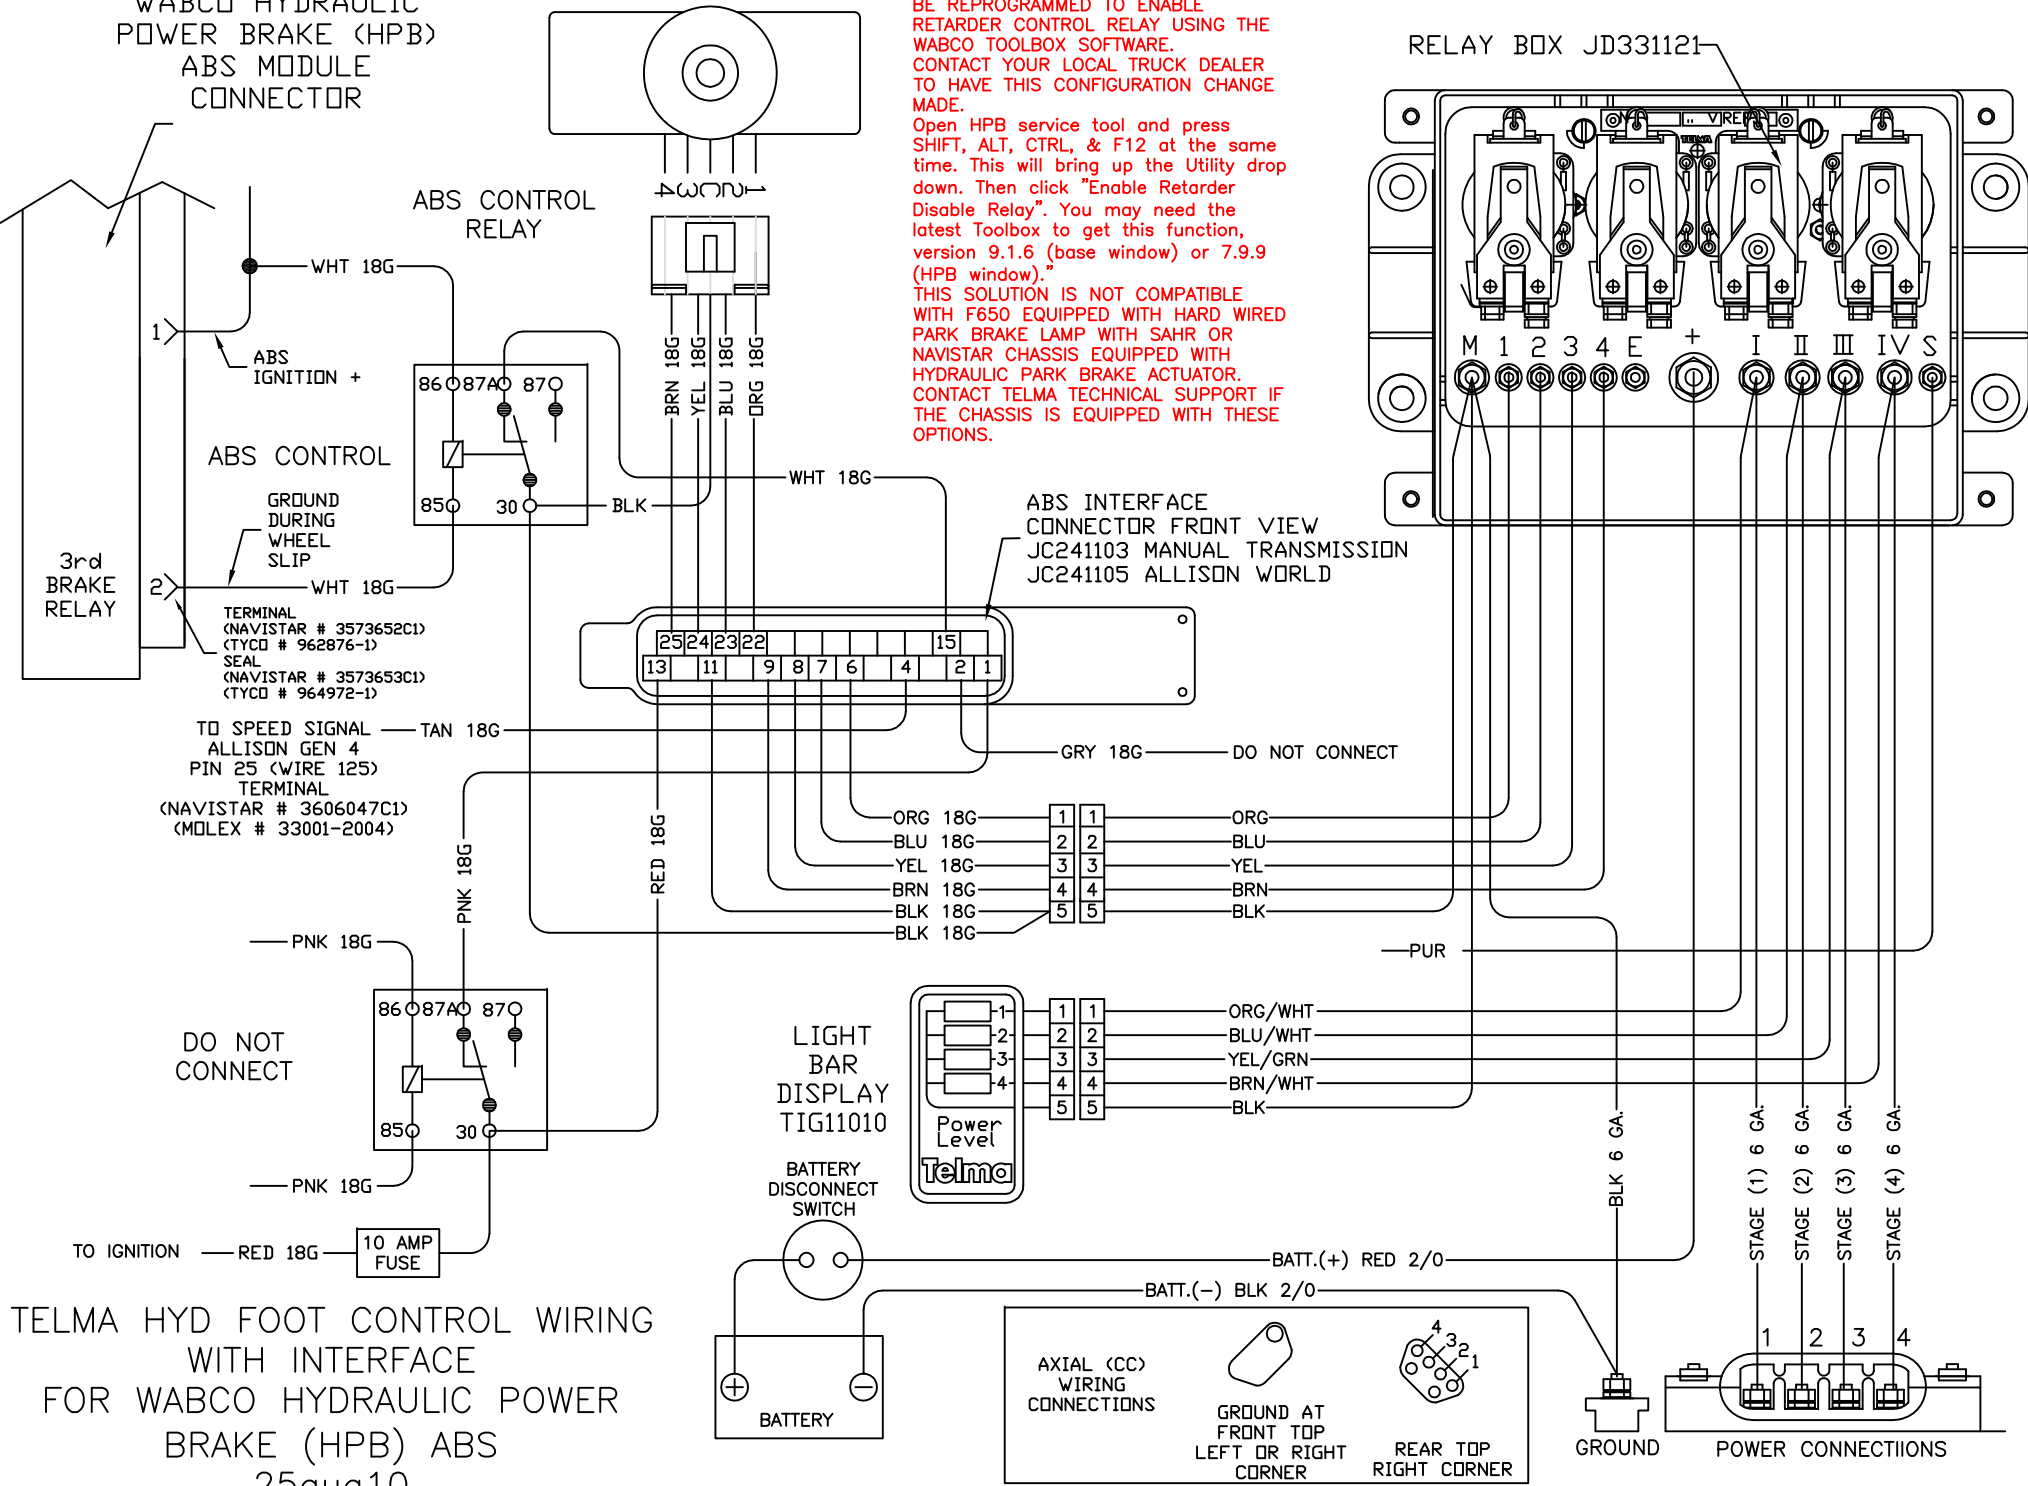 WABCO HYDRAULIC
POWER BRAKE (HPB)
ABS MODULE
CONNECTOR
BE REPROGRAMMED TO ENABLE
RETARDER CONTROL RELAY USING THE
WABCO TOOLBOX SOFTWARE.
CONTACT YOUR LOCAL TRUCK DEALER
TO HAVE THIS CONFIGURATION CHANGE
MADE.
Open HPB service tool and press
SHIFT, ALT, CTRL, & F12 at the same
time. This will bring up the Utility drop
down. Then click "Enable Retarder
Disable Relay". You may need the
latest Toolbox to get this function,
version 9.1.6 (base window) or 7.9.9
(HPB window)."
THIS SOLUTION IS NOT COMPATIBLE
WITH F650 EQUIPPED WITH HARD WIRED
PARK BRAKE LAMP WITH SAHR OR
NAVISTAR CHASSIS EQUIPPED WITH
HYDRAULIC PARK BRAKE ACTUATOR.
CONTACT TELMA TECHNICAL SUPPORT IF
THE CHASSIS IS EQUIPPED WITH THESE
OPTIONS.
RELAY BOX JD331121
TELMA
M 1 2 3 4 E + I II III IV S
4 3 C 2 1
ABS CONTROL
RELAY
WHT 18G
1
ABS
IGNITION +
86 87A 87
85 30
BRN 18G
YEL 18G
BLU 18G
ORG 18G
ABS CONTROL
GROUND
DURING
WHEEL
SLIP
BLK
WHT 18G
3rd
BRAKE
RELAY
2
WHT 18G
TERMINAL
(NAVISTAR # 3573652C1)
(TYCO # 962876-1)
SEAL
(NAVISTAR # 3573653C1)
(TYCO # 964972-1)
ABS INTERFACE
CONNECTOR FRONT VIEW
JC241103 MANUAL TRANSMISSION
JC241105 ALLISON WORLD
25 24 23 22 15
13 11 9 8 7 6 4 2 1
TO SPEED SIGNAL
ALLISON GEN 4
PIN 25 (WIRE 125)
TERMINAL
(NAVISTAR # 3606047C1)
(MOLEX # 33001-2004)
TAN 18G
GRY 18G
DO NOT CONNECT
PNK 18G
RED 18G
ORG 18G 1 1 ORG
BLU 18G 2 2 BLU
YEL 18G 3 3 YEL
BRN 18G 4 4 BRN
BLK 18G 5 5 BLK
BLK 18G
PUR
PNK 18G
86 87A 87
85 30
DO NOT
CONNECT
PNK 18G
TO IGNITION
RED 18G
10 AMP
FUSE
LIGHT
BAR
DISPLAY
TIG11010
1 1 1 ORG/WHT
2 2 2 BLU/WHT
3 3 3 YEL/GRN
4 4 4 BRN/WHT
5 5 BLK
Power
Level
Telma
BATTERY
DISCONNECT
SWITCH
BLK 6 GA.
STAGE (1) 6 GA.
STAGE (2) 6 GA.
STAGE (3) 6 GA.
STAGE (4) 6 GA.
BATT.(+) RED 2/0
BATT.(-) BLK 2/0
+ -
BATTERY
AXIAL (CC)
WIRING
CONNECTIONS
GROUND AT
FRONT TOP
LEFT OR RIGHT
CORNER
4
3
2
1
REAR TOP
RIGHT CORNER
GROUND
1 2 3 4
POWER CONNECTIIONS
TELMA HYD FOOT CONTROL WIRING
WITH INTERFACE
FOR WABCO HYDRAULIC POWER
BRAKE (HPB) ABS
25aug10